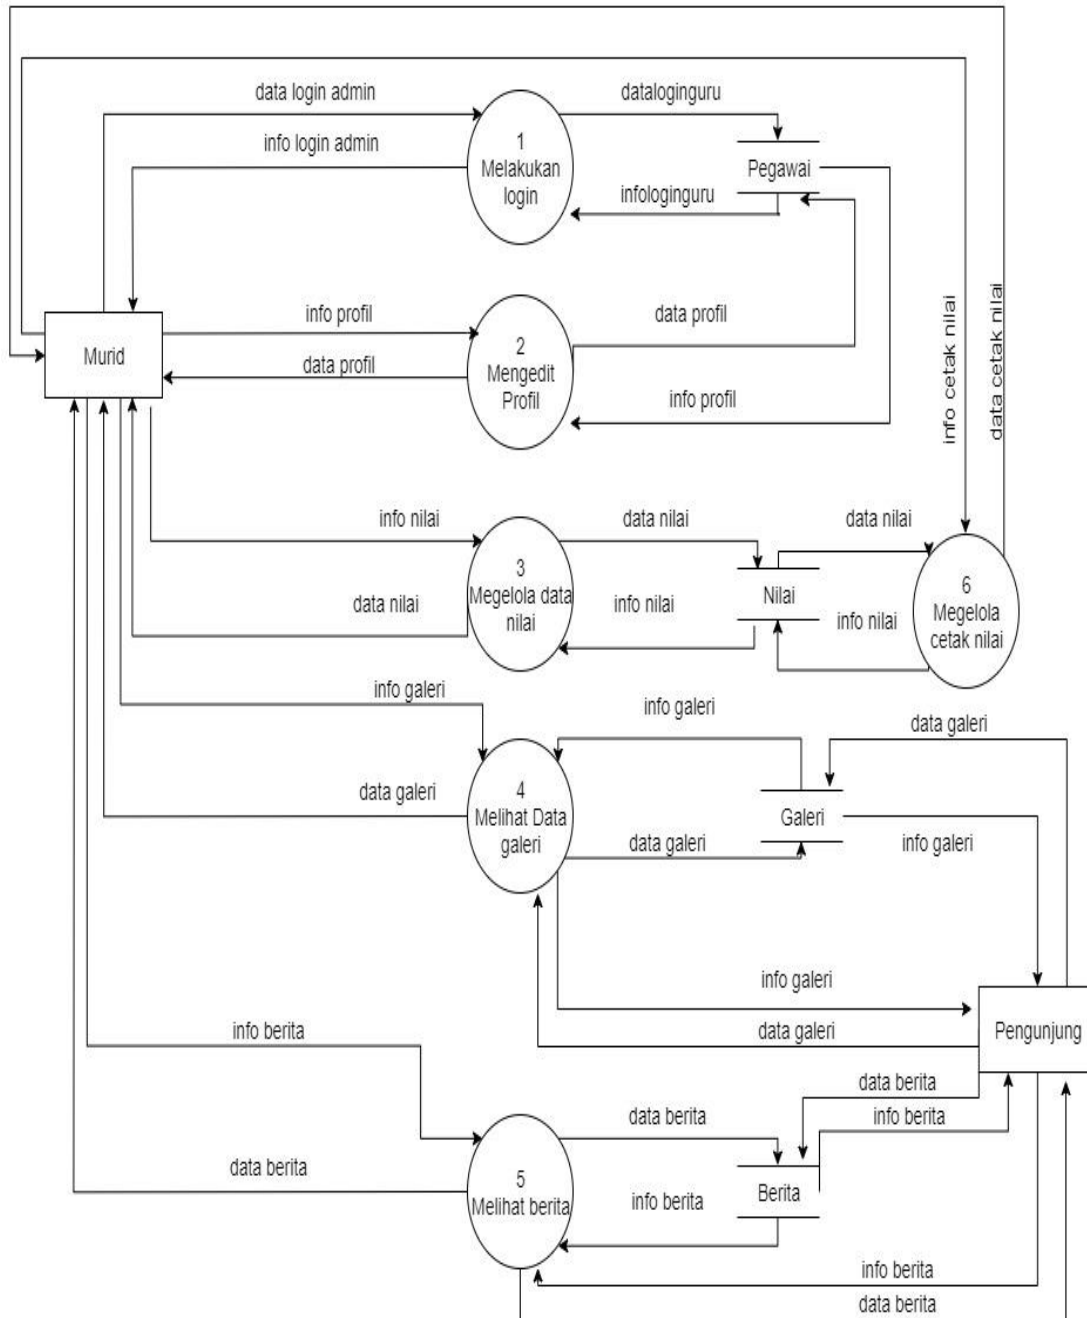 data login admin
dataloginguru
info login admin
1
Melakukan
login
Pegawai
infologinguru
info profil
data profil
Murid
data profil
2
Mengedit
Profil
info profil
info cetak nilai
data cetak nilai
info nilai
data nilai
data nilai
3
Megelola data
nilai
data nilai
info nilai
Nilai
info nilai
6
Megelola
cetak nilai
info galeri
info galeri
data galeri
4
Melihat Data
galeri
data galeri
Galeri
data galeri
info galeri
info galeri
data galeri
Pengunjung
info berita
data berita
data berita
info berita
data berita
5
Melihat berita
info berita
Berita
info berita
data berita